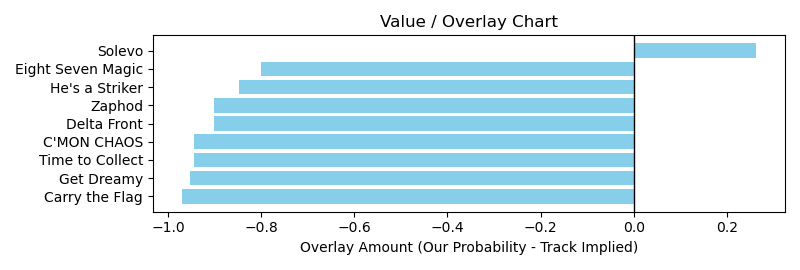 Value / Overlay Chart
Solevo
Eight Seven Magic
He's a Striker
Zaphod
Delta Front
C'MON CHAOS
Time to Collect
Get Dreamy
Carry the Flag
−1.0 −0.8 −0.6 −0.4 −0.2 0.0 0.2
Overlay Amount (Our Probability - Track Implied)